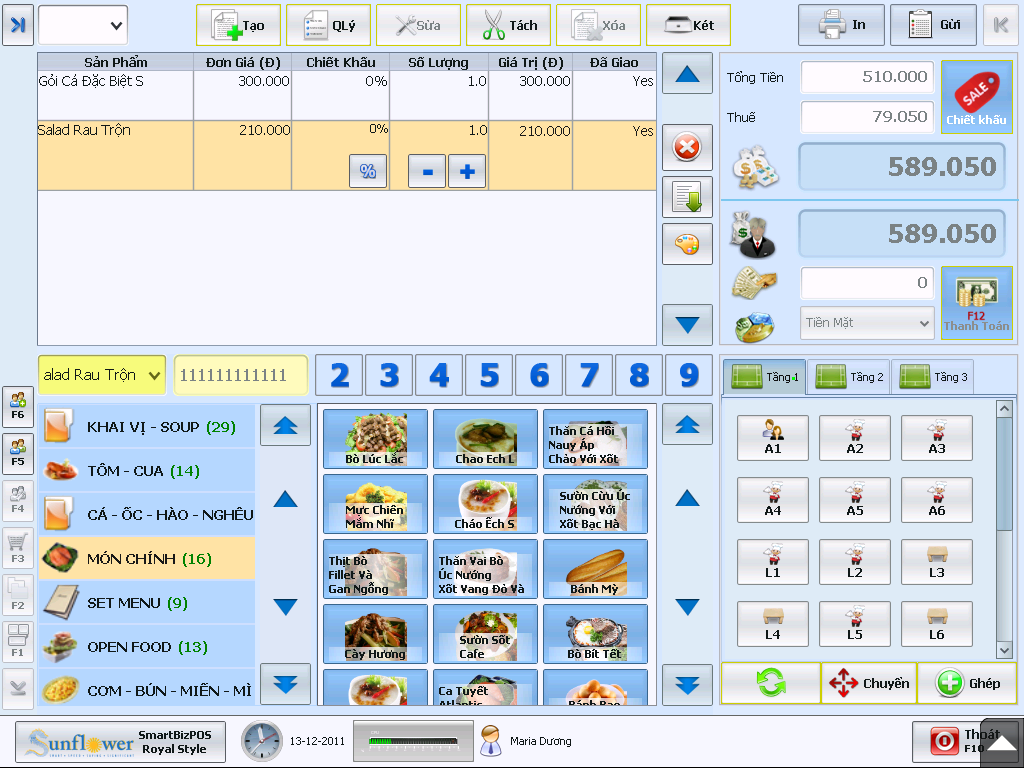 Tạo
QLý
Sửa
Tách
Xóa
Két
In
Gửi
Sản Phẩm Đơn Giá (Đ) Chiết Khấu Số Lượng Giá Trị (Đ) Đã Giao
Gỏi Cá Đặc Biệt S 300.000 0% 1.0 300.000 Yes
Salad Rau Trộn 210.000 0% 1.0 210.000 Yes
% - +
Tổng Tiền 510.000
Thuế 79.050
SALE
Chiết khấu
589.050
589.050
0
Tiền Mặt
F12
Thanh Toán
alad Rau Trộn 111111111111 2 3 4 5 6 7 8 9
Tầng 1 Tầng 2 Tầng 3
F6
F5
F4
F3
F2
F1
KHAI VỊ - SOUP (29)
TÔM - CUA (14)
CÁ - ỐC - HÀO - NGHÊU
MÓN CHÍNH (16)
SET MENU (9)
OPEN FOOD (13)
CƠM - BÚN - MIẾN - MÌ
Bò Lúc Lắc
Chao Ech L
Thăn Cá Hồi
Nauy Áp
Chảo Với Xốt
Mực Chiên
Mắm Nhĩ
Cháo Ếch S
Sườn Cừu Úc
Nướng Với
Xốt Bạc Hà
Thịt Bò
Fillet Và
Gan Ngỗng
Thăn Vai Bò
Úc Nướng
Xốt Vang Đỏ Và
Bánh Mỳ
Cày Hương
Sườn Sốt
Cafe
Bò Bít Tết
Ca Tuyết
Atlantic
Bánh Bao
A1 A2 A3
A4 A5 A6
L1 L2 L3
L4 L5 L6
Chuyển
Ghép
Sunflower
SmartBizPOS
Royal Style
13-12-2011
Maria Dương
Thoát
F10